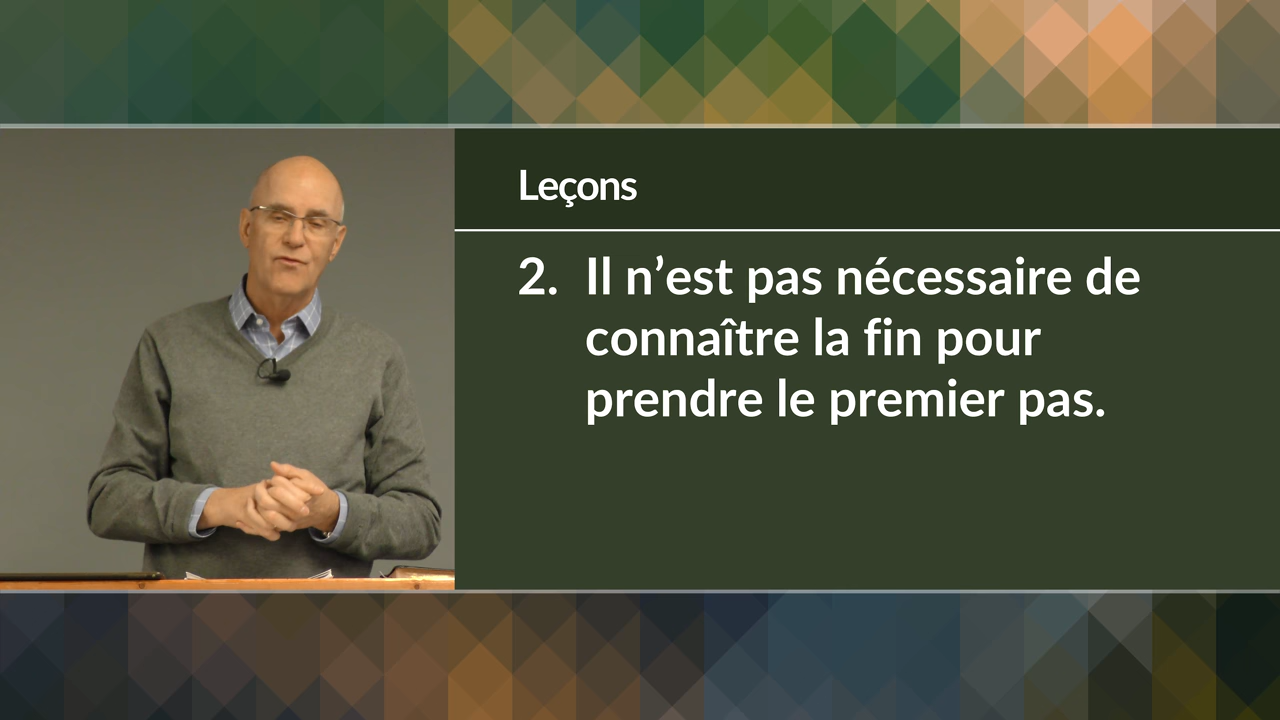 Leçons
2. Il n’est pas nécessaire de
connaître la fin pour
prendre le premier pas.